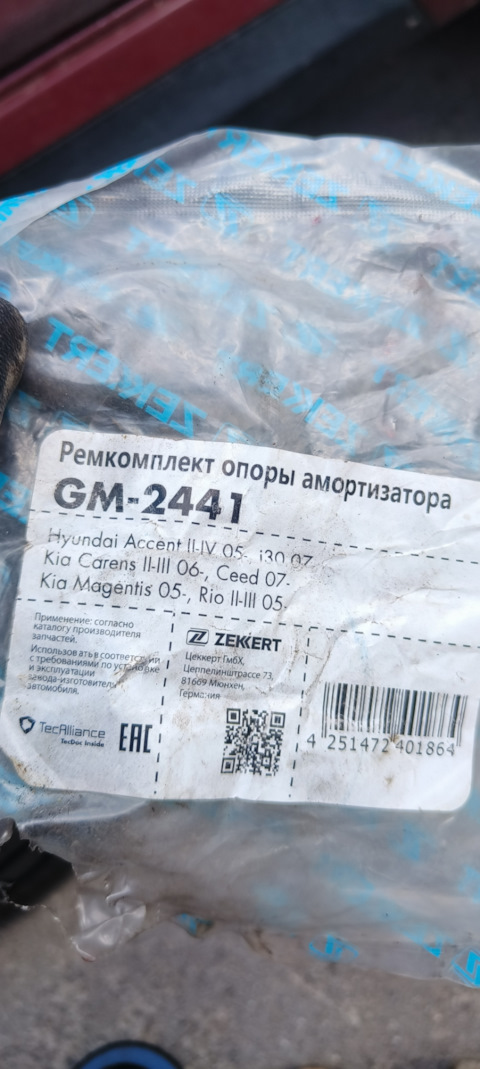 ZEKKERT
Ремкомплект опоры амортизатора
GM-2441
Hyundai Accent II-IV 05-, i30 07-
Kia Carens II-III 06-, Ceed 07-
Kia Magentis 05-, Rio II-III 05-
Применение: согласно
каталогу производителя
запчастей.
Использовать в соответствии
с требованиями по установке
и эксплуатации
завода-изготовителя
автомобиля.
TecAlliance
TecDoc Inside
EAC
ZEKKERT
Цеккерт ГмбХ,
Цеппелинштрассе 73,
81669 Мюнхен,
Германия
4 251472 401864